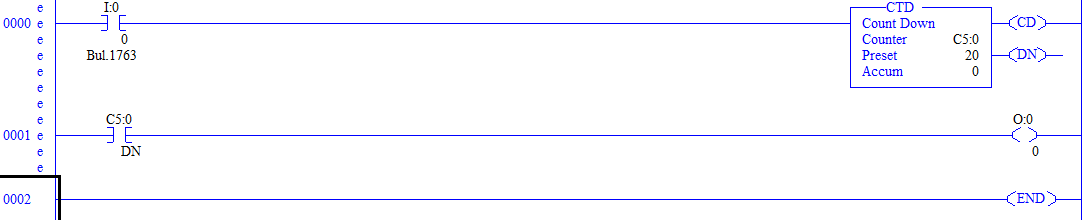 e
I:0
CTD
0000 e
Count Down
CD
e
0
Counter C5:0
e
Bul.1763
Preset 20
DN
e
Accum 0
e
e
e
C5:0
O:0
0001 e
e
DN
0
e
0002
END